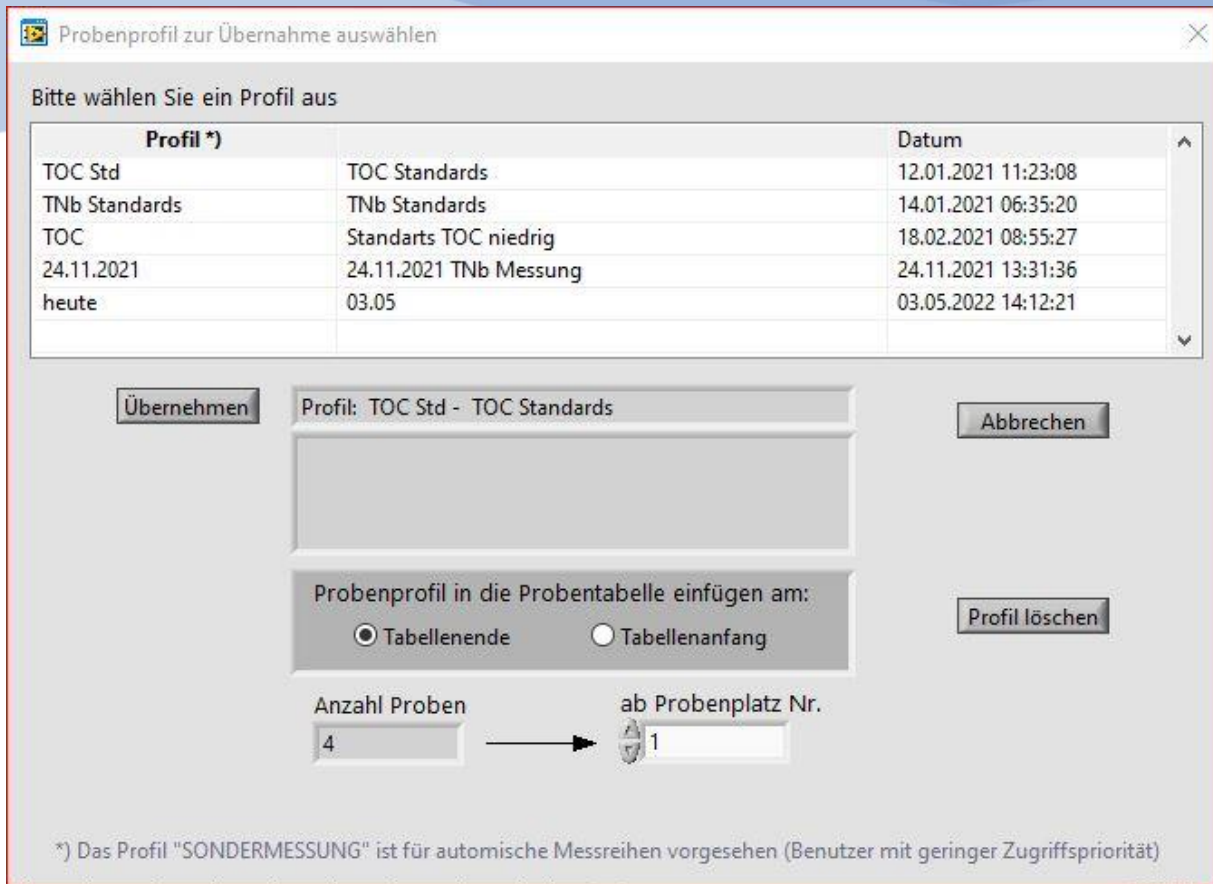 Probenprofil zur Übernahme auswählen
Bitte wählen Sie ein Profil aus
Profil *) Datum
TOC Std TOC Standards 12.01.2021 11:23:08
TNb Standards TNb Standards 14.01.2021 06:35:20
TOC Standarts TOC niedrig 18.02.2021 08:55:27
24.11.2021 24.11.2021 TNb Messung 24.11.2021 13:31:36
heute 03.05 03.05.2022 14:12:21
Übernehmen Profil: TOC Std - TOC Standards Abbrechen
Probenprofil in die Probentabelle einfügen am:
Tabellenende Tabellenanfang Profil löschen
Anzahl Proben ab Probenplatz Nr.
4 1
*) Das Profil "SONDERMESSUNG" ist für automische Messreihen vorgesehen (Benutzer mit geringer Zugriffspriorität)